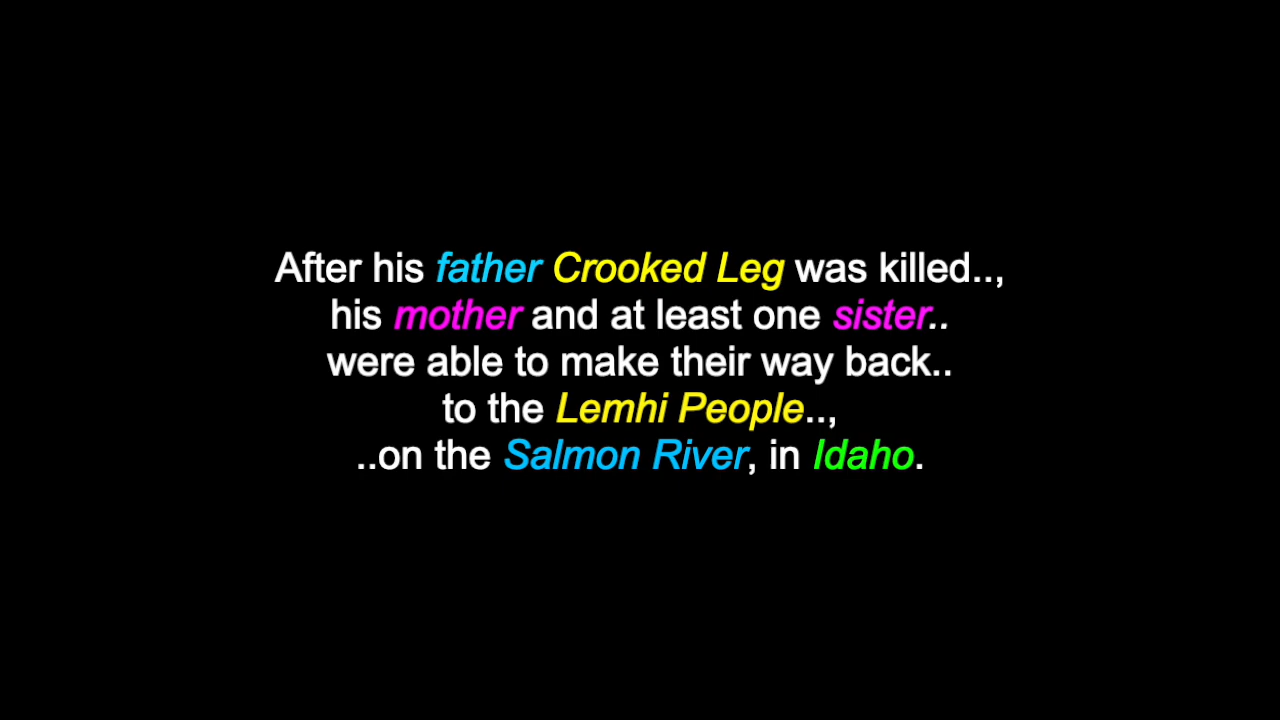 After his father Crooked Leg was killed..,
his mother and at least one sister..
were able to make their way back..
to the Lemhi People..,
..on the Salmon River, in Idaho.